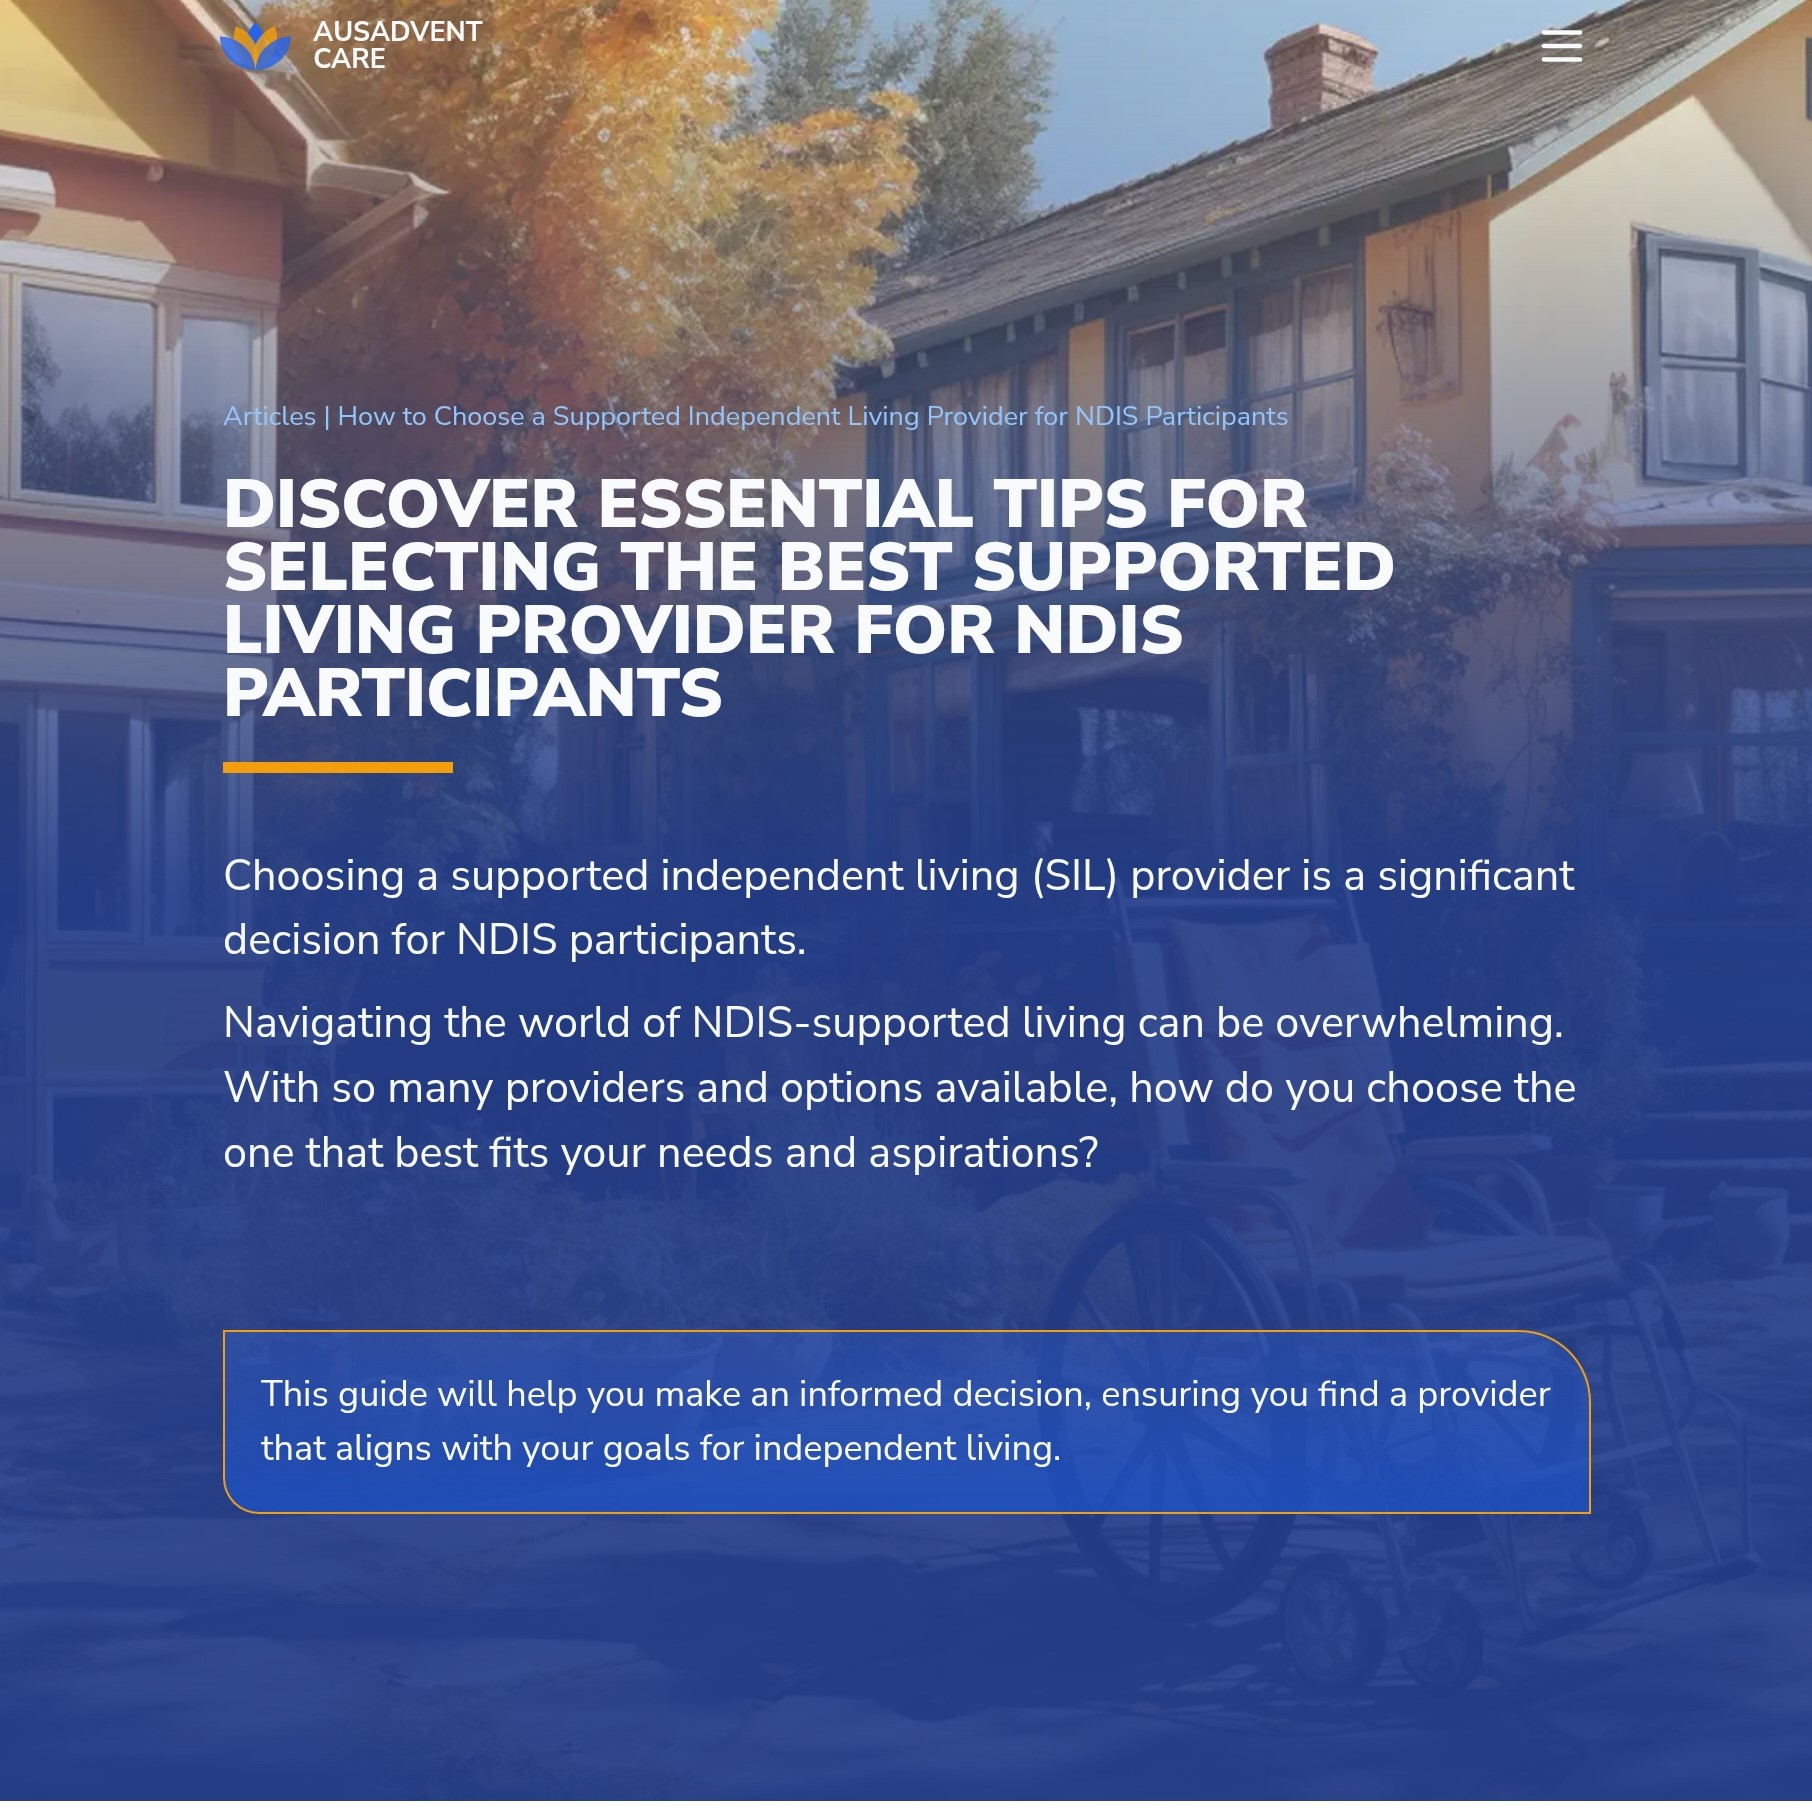 AUSADVENT
CARE
Articles | How to Choose a Supported Independent Living Provider for NDIS Participants
DISCOVER ESSENTIAL TIPS FOR
SELECTING THE BEST SUPPORTED
LIVING PROVIDER FOR NDIS
PARTICIPANTS
Choosing a supported independent living (SIL) provider is a significant
decision for NDIS participants.
Navigating the world of NDIS-supported living can be overwhelming.
With so many providers and options available, how do you choose the
one that best fits your needs and aspirations?
This guide will help you make an informed decision, ensuring you find a provider
that aligns with your goals for independent living.